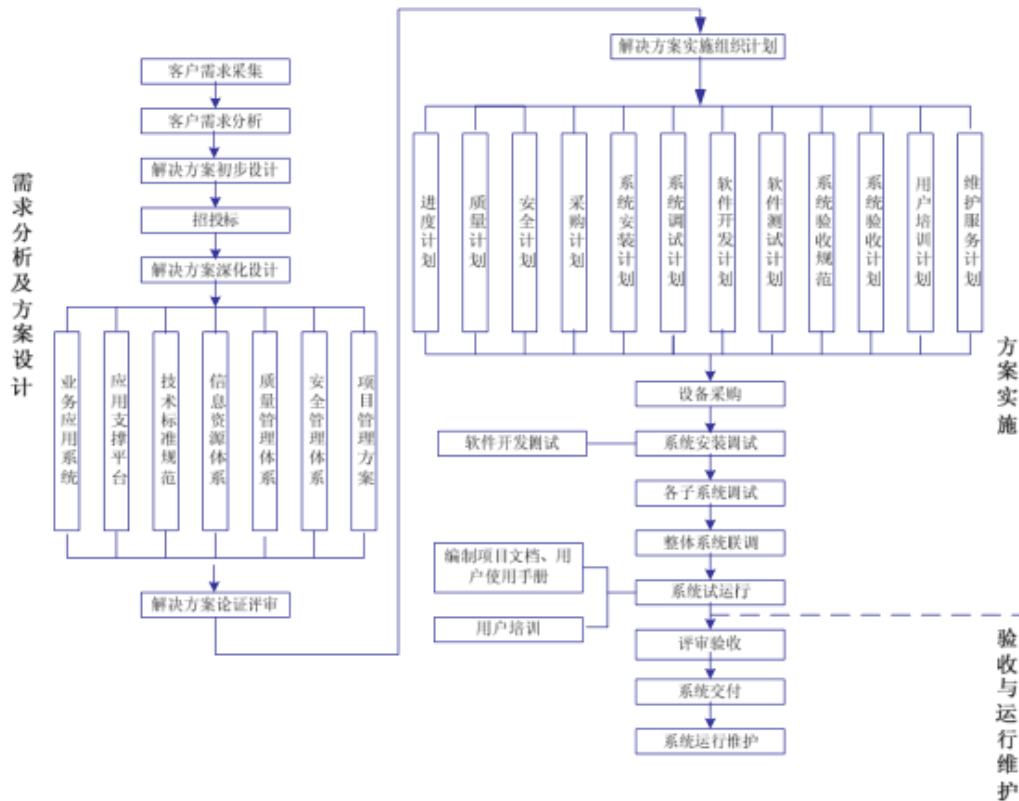 需求分析及方案设计
客户需求采集
客户需求分析
解决方案初步设计
招投标
解决方案深化设计
业务应用系统
应用支撑平台
技术标准规范
信息资源体系
质量管理体系
安全管理体系
项目管理方案
解决方案论证评审
解决方案实施组织计划
进度计划
质量计划
安全计划
采购计划
系统安装计划
系统调试计划
软件开发计划
软件测试计划
系统验收规范
系统验收计划
用户培训计划
维护服务计划
方案实施
设备采购
软件开发测试
系统安装调试
各子系统调试
整体系统联调
编制项目文档、用
户使用手册
系统试运行
用户培训
评审验收
系统交付
系统运行维护
验收与运行维护